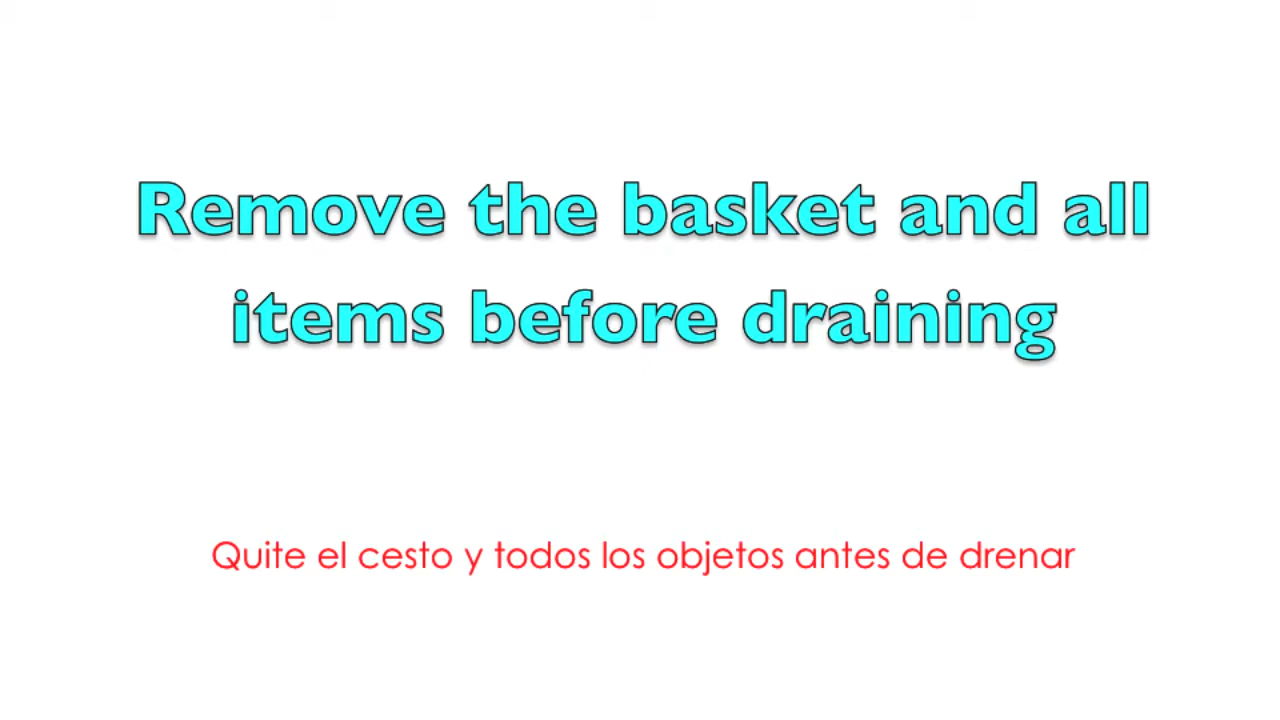 Remove the basket and all
items before draining
Quite el cesto y todos los objetos antes de drenar